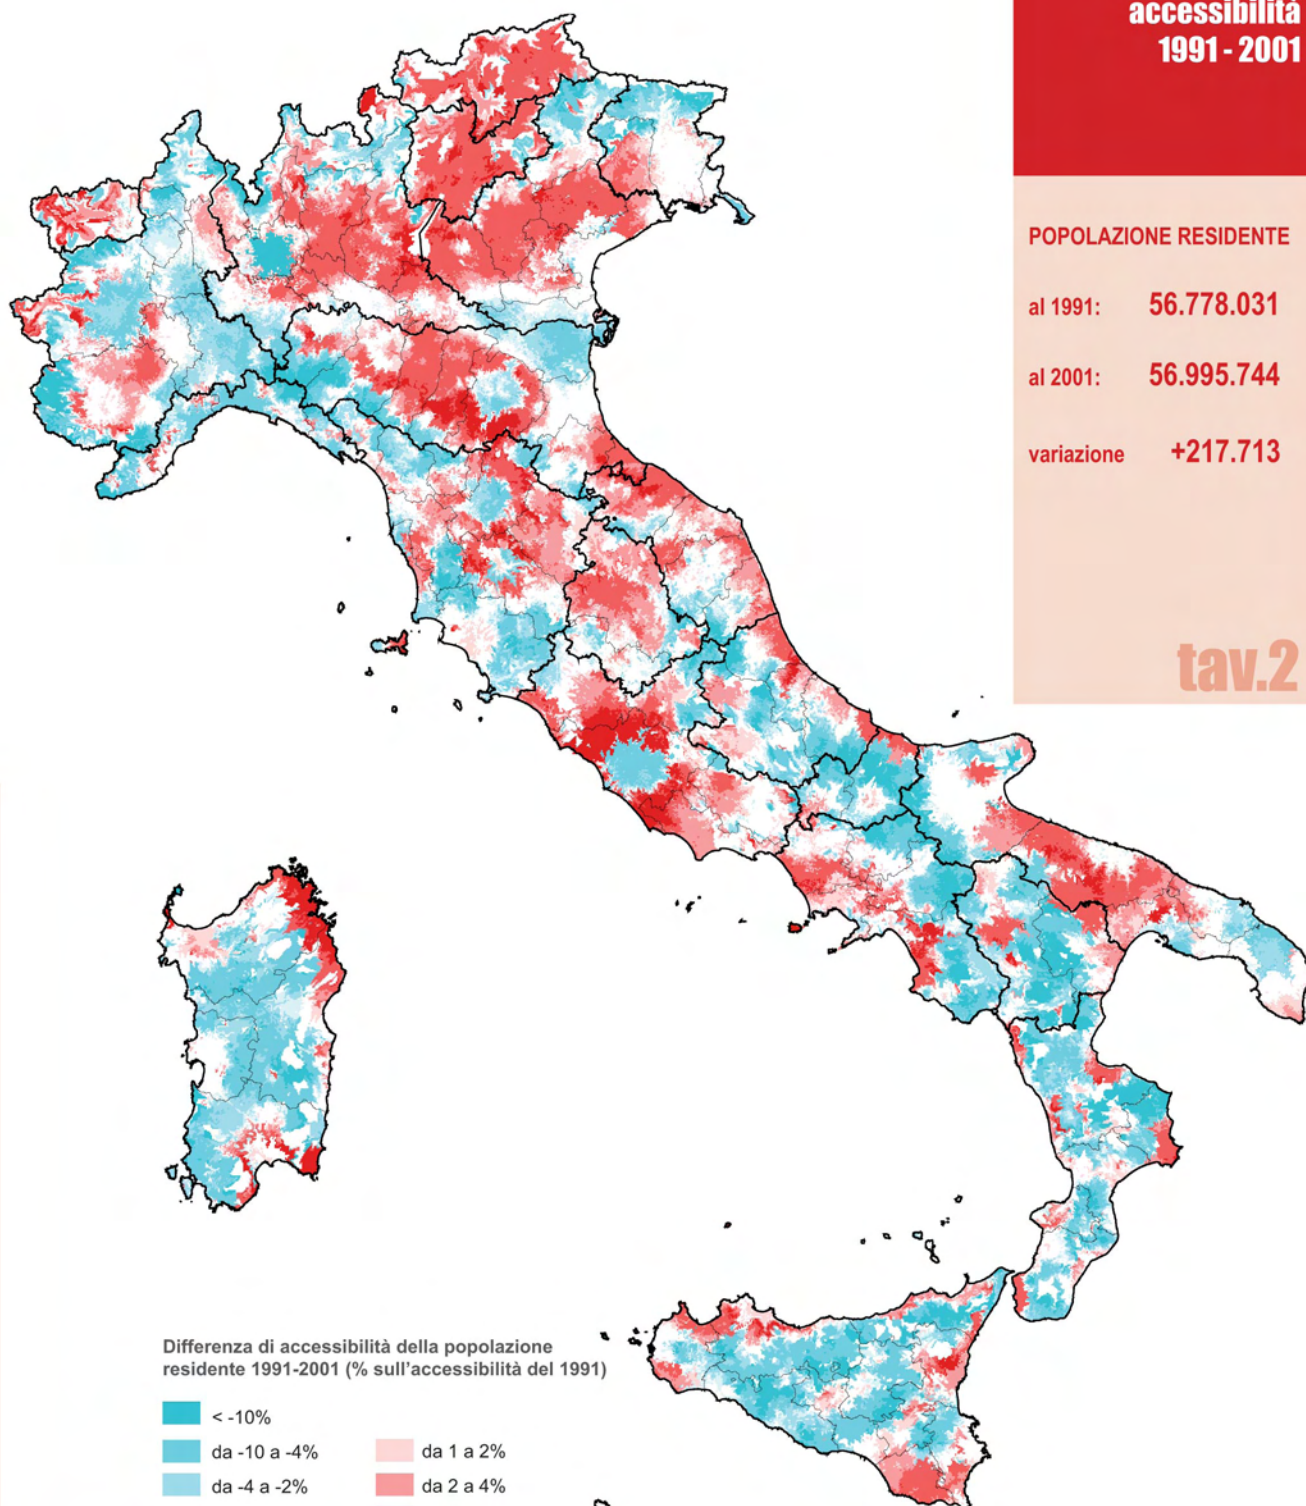 accessibilità
1991 - 2001
POPOLAZIONE RESIDENTE
al 1991: 56.778.031
al 2001: 56.995.744
variazione +217.713
tav.2
Differenza di accessibilità della popolazione
residente 1991-2001 (% sull'accessibilità del 1991)
< -10%
da -10 a -4% da 1 a 2%
da -4 a -2% da 2 a 4%